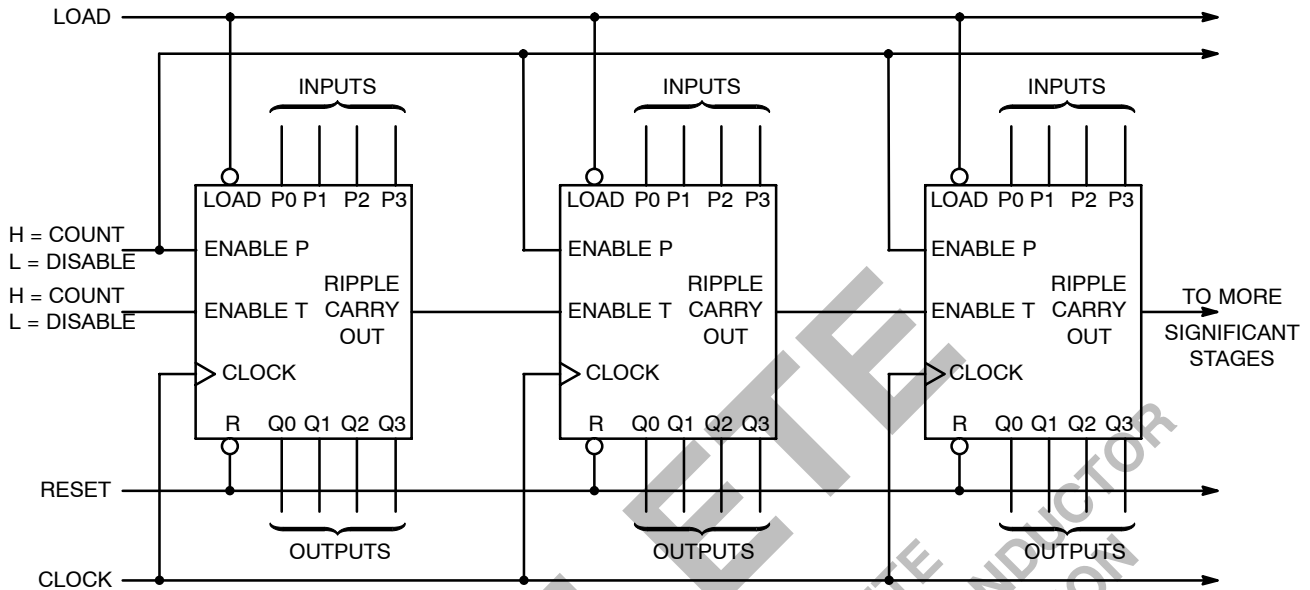 LOAD
INPUTS INPUTS INPUTS
LOAD P0 P1 P2 P3 LOAD P0 P1 P2 P3 LOAD P0 P1 P2 P3
H = COUNT
L = DISABLE
ENABLE P ENABLE P ENABLE P
H = COUNT
L = DISABLE
ENABLE T ENABLE T ENABLE T
RIPPLE RIPPLE RIPPLE
CARRY CARRY CARRY
OUT OUT OUT
TO MORE
SIGNIFICANT
STAGES
CLOCK CLOCK CLOCK
R Q0 Q1 Q2 Q3 R Q0 Q1 Q2 Q3 R Q0 Q1 Q2 Q3
RESET
OUTPUTS OUTPUTS OUTPUTS
CLOCK